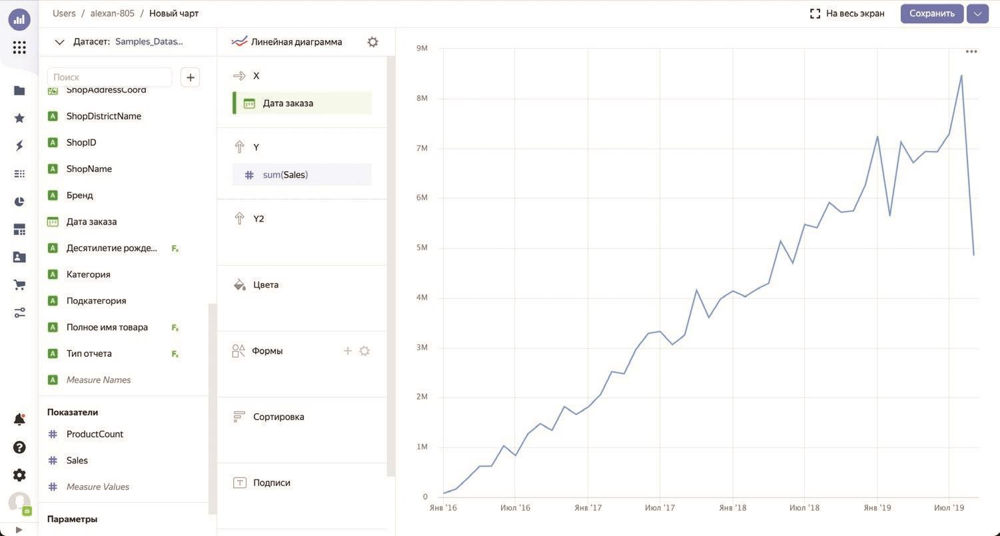 Users / alexan-805 / Новый чарт
На весь экран
Сохранить
Датасет: Samples_Datas...
Поиск
ShopAddressCoord
ShopDistrictName
ShopID
ShopName
Бренд
Дата заказа
Десятилетие рожде...
Категория
Подкатегория
Полное имя товара
Тип отчета
Measure Names
Показатели
ProductCount
Sales
Measure Values
Параметры
Линейная диаграмма
X
Дата заказа
Y
sum(Sales)
Y2
Цвета
Формы
Сортировка
Подписи
9M
8M
7M
6M
5M
4M
3M
2M
1M
0
Янв '16 Июл '16 Янв '17 Июл '17 Янв '18 Июл '18 Янв '19 Июл '19